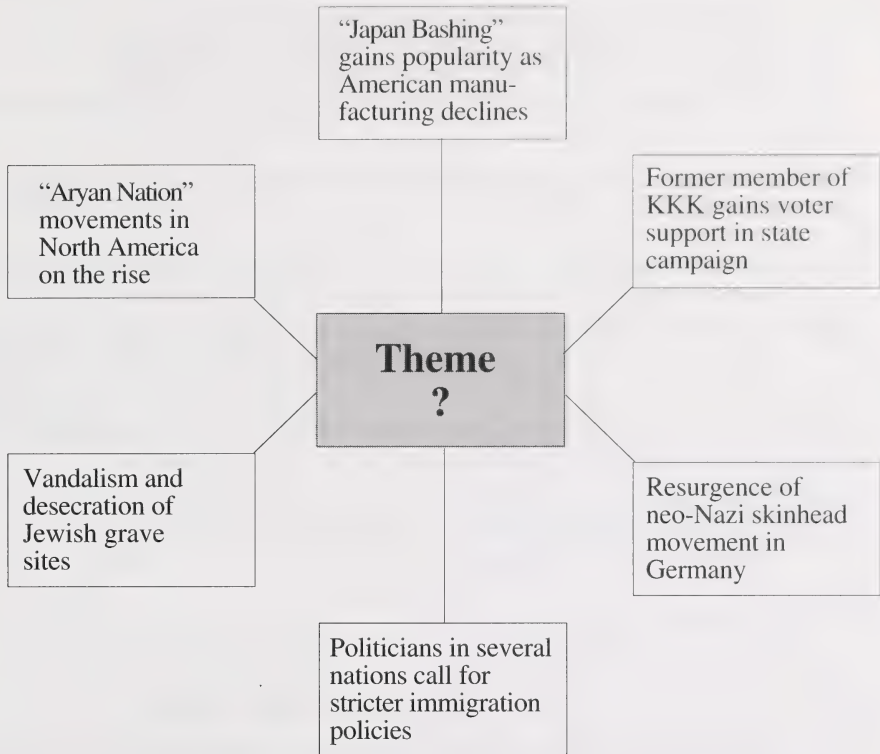 “Japan Bashing”
gains popularity as
American manu-
facturing declines
“Aryan Nation”
movements in
North America
on the rise
Former member of
KKK gains voter
support in state
campaign
Theme
?
Vandalism and
desecration of
Jewish grave
sites
Resurgence of
neo-Nazi skinhead
movement in
Germany
Politicians in several
nations call for
stricter immigration
policies